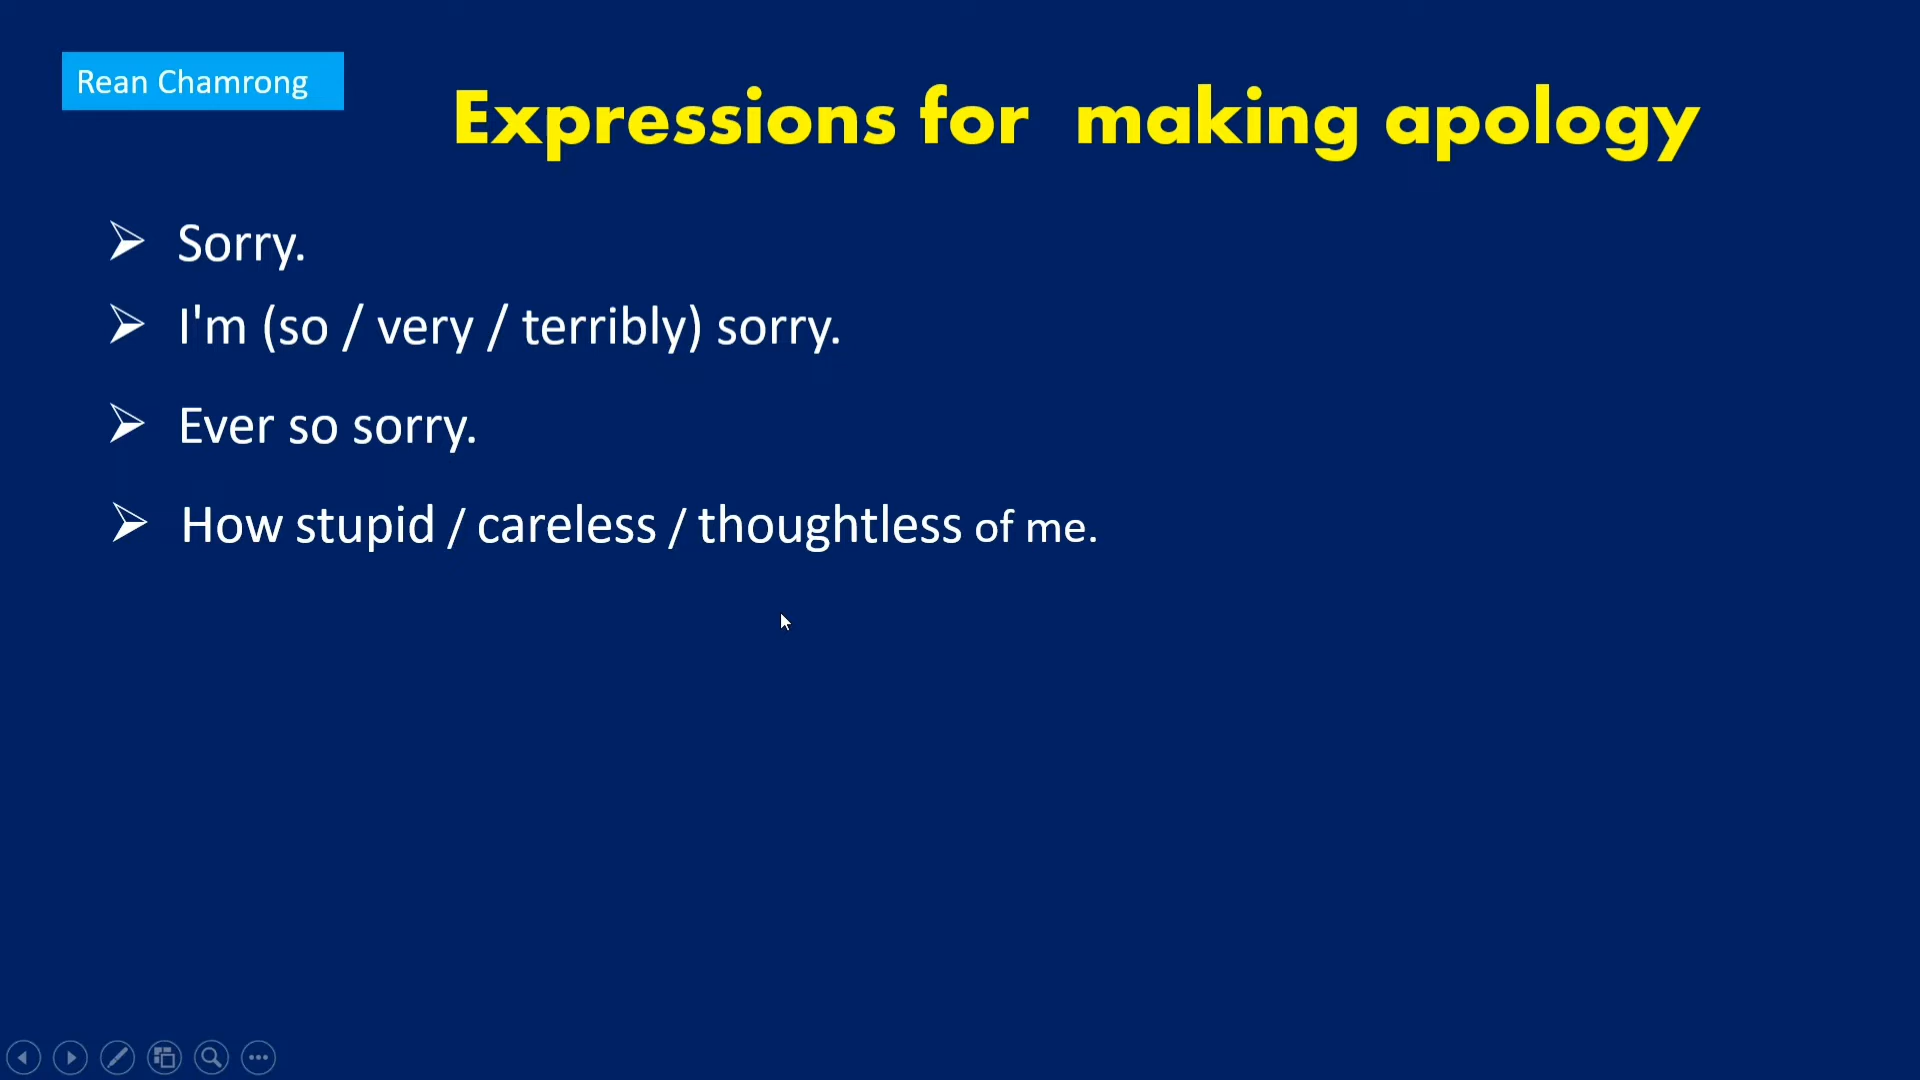 Rean Chamrong
Expressions for making apology
Sorry.
I'm (so / very / terribly) sorry.
Ever so sorry.
How stupid / careless / thoughtless of me.